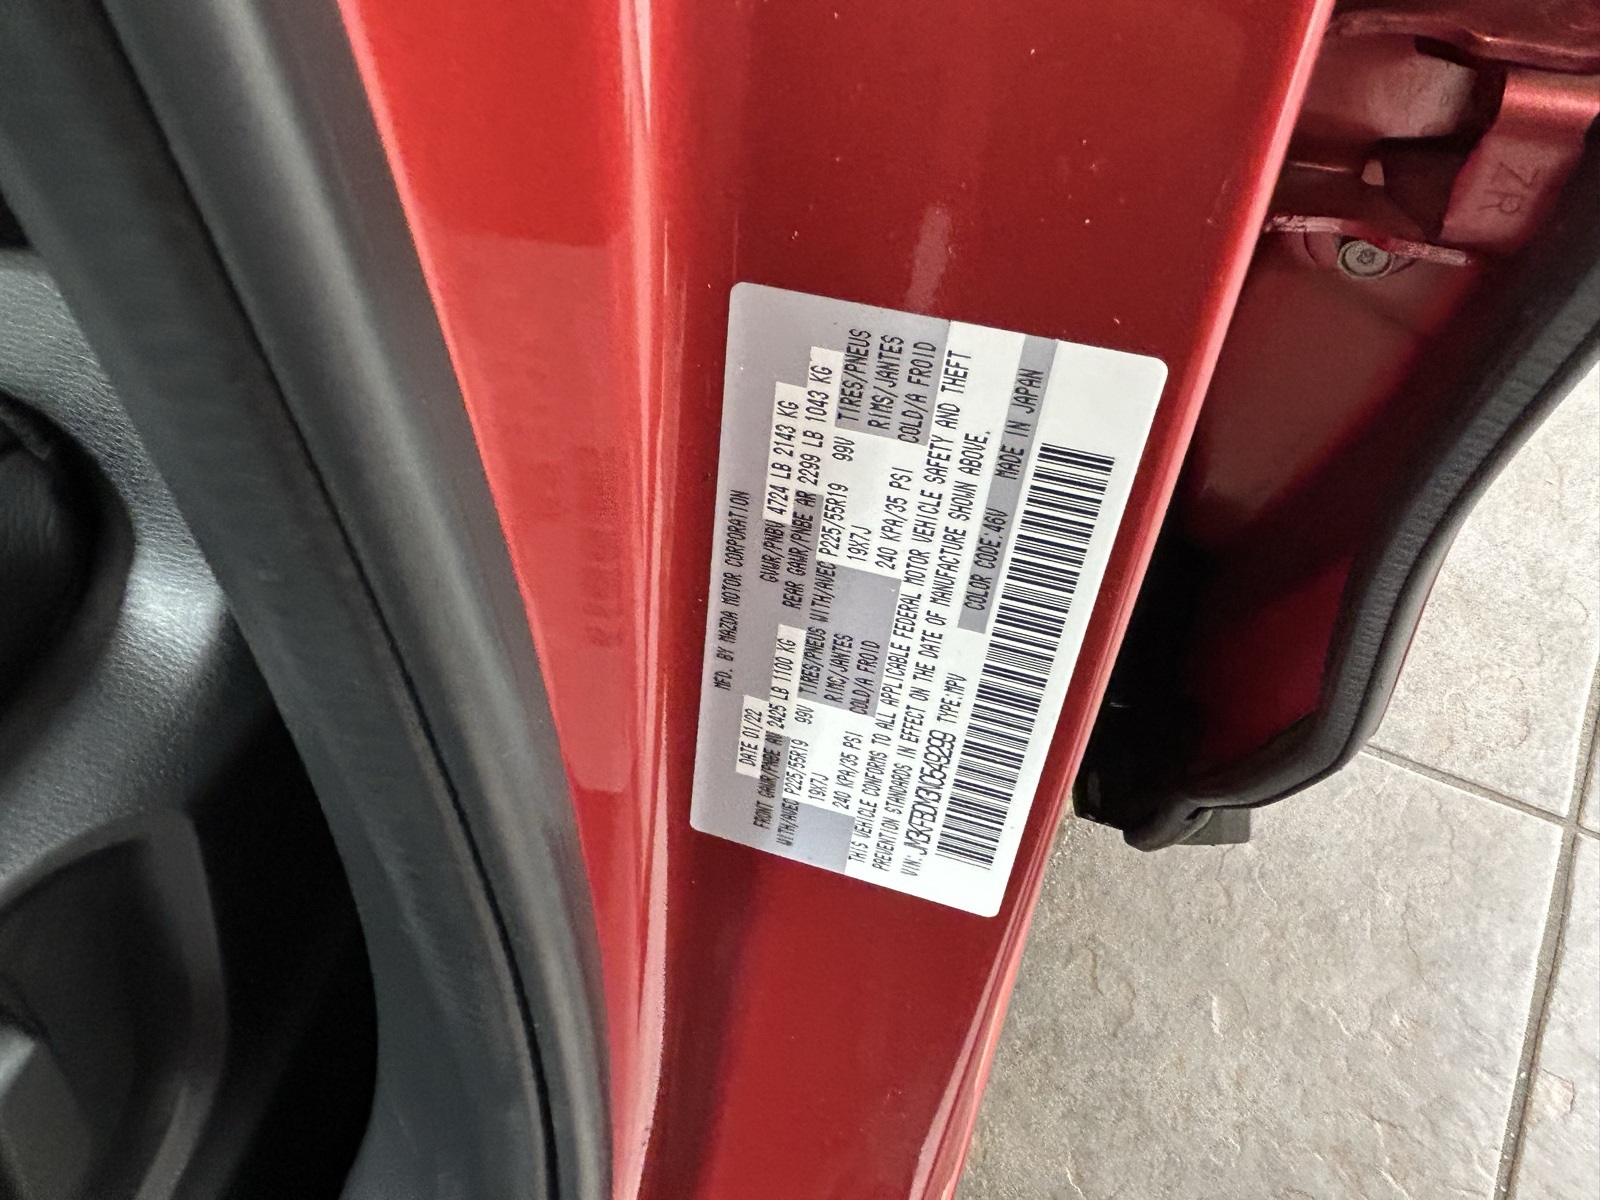 MFD. BY MAZDA MOTOR CORPORATION
DATE 01/22 GVWR/PNBV 4724 LB 2143 KG
FRONT GAWR/PNBE AV 2425 LB 1100 KG REAR GAWR/PNBE AR 2299 LB 1043 KG
WITH/AVEC P225/55R19 99V TIRES/PNEUS WITH/AVEC P225/55R19 99V TIRES/PNEUS
19X7J RIMS/JANTES 19X7J RIMS/JANTES
240 KPA/35 PSI COLD/A FROID 240 KPA/35 PSI COLD/A FROID
THIS VEHICLE CONFORMS TO ALL APPLICABLE FEDERAL MOTOR VEHICLE SAFETY AND THEFT
PREVENTION STANDARDS IN EFFECT ON THE DATE OF MANUFACTURE SHOWN ABOVE.
VIN: TYPE:MPV COLOR CODE:46V MADE IN JAPAN